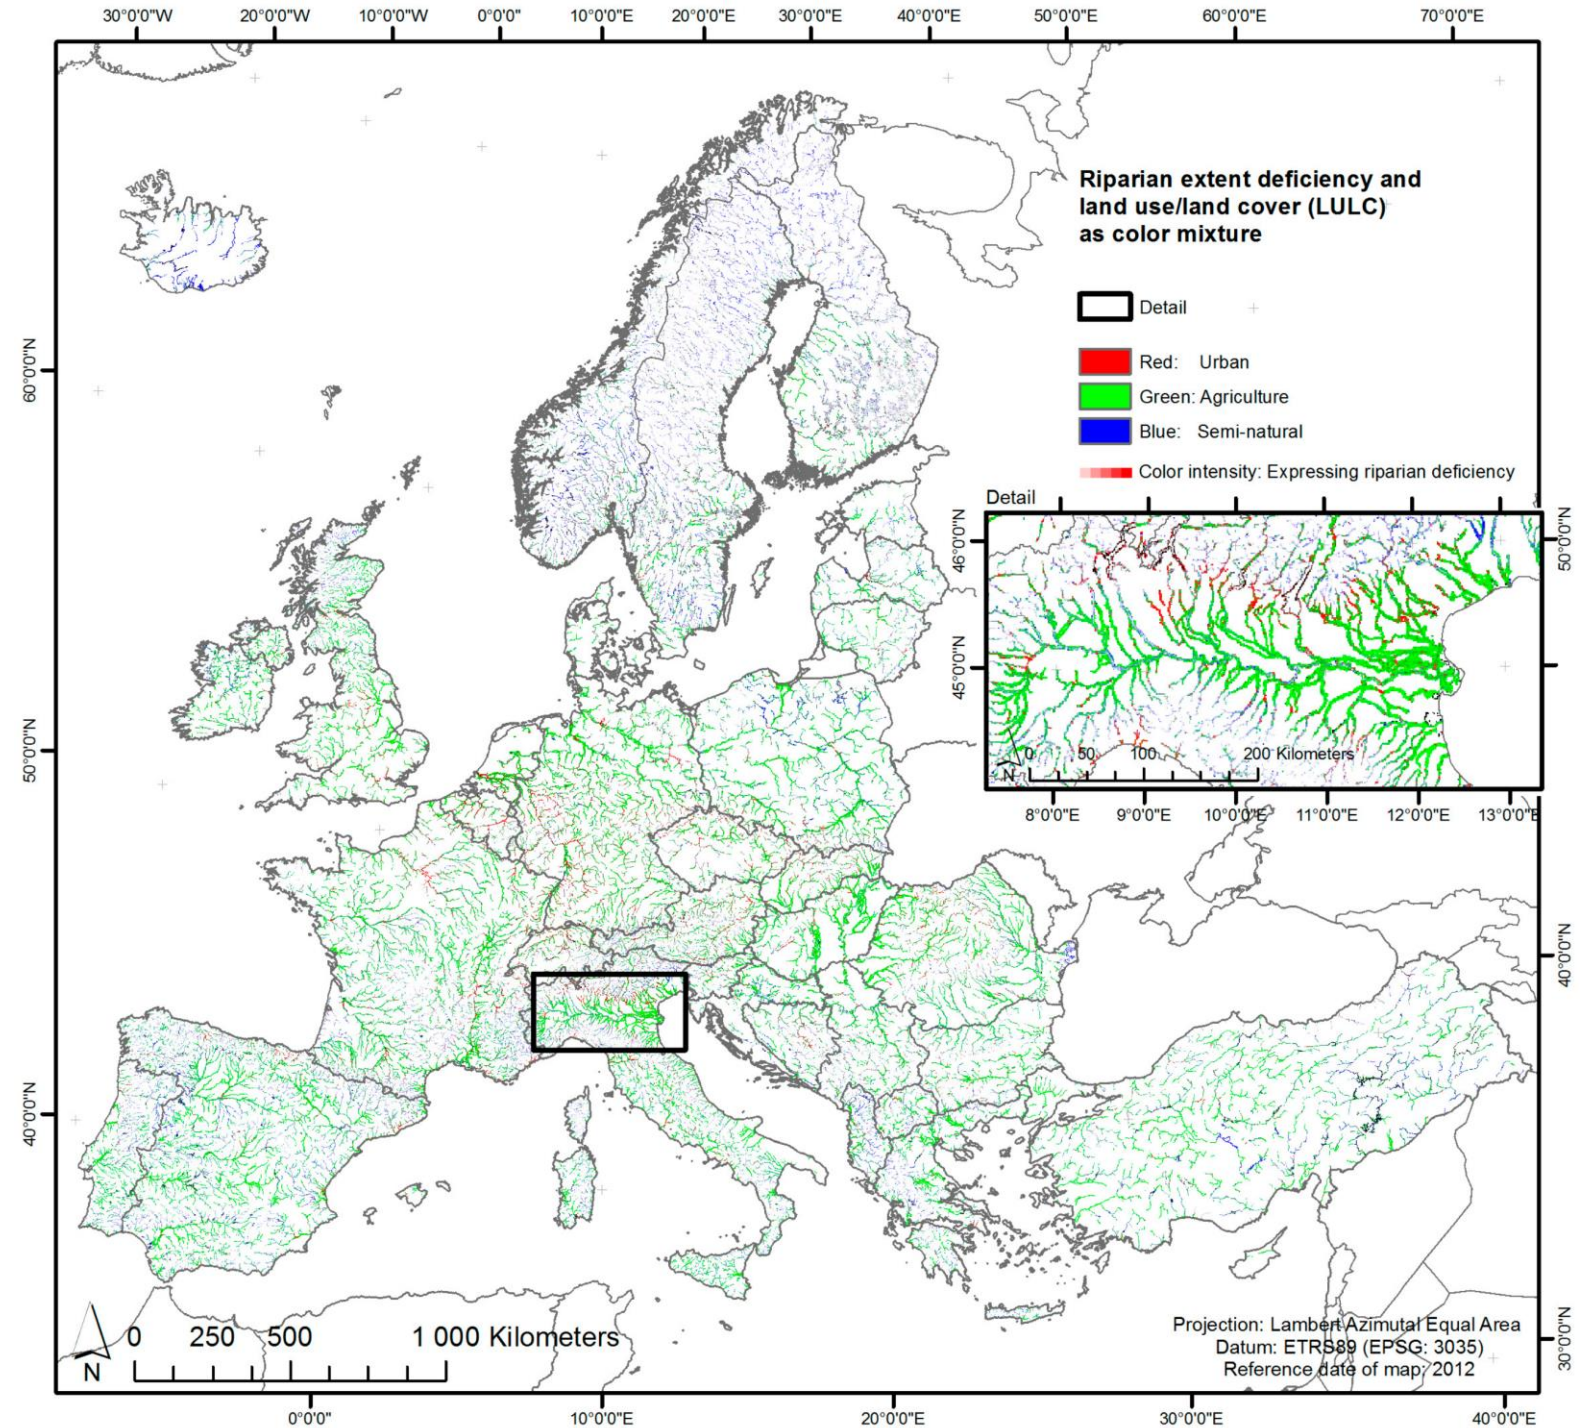 30°0'0"W 20°0'0"W 10°0'0"W 0°0'0" 10°0'0"E 20°0'0"E 30°0'0"E 40°0'0"E 50°0'0"E 60°0'0"E 70°0'0"E
Riparian extent deficiency and
land use/land cover (LULC)
as color mixture
Detail
Red: Urban
Green: Agriculture
Blue: Semi-natural
Color intensity: Expressing riparian deficiency
Detail
46°0'0"N
45°0'0"N
0 50 100 200 Kilometers
N
8°0'0"E 9°0'0"E 10°0'0"E 11°0'0"E 12°0'0"E 13°0'0"E
60°0'0"N
50°0'0"N
40°0'0"N
50°0'0"N
40°0'0"N
30°0'0"N
0 250 500 1 000 Kilometers
N
Projection: Lambert Azimutal Equal Area
Datum: ETRS89 (EPSG: 3035)
Reference date of map: 2012
0°0'0" 10°0'0"E 20°0'0"E 30°0'0"E 40°0'0"E